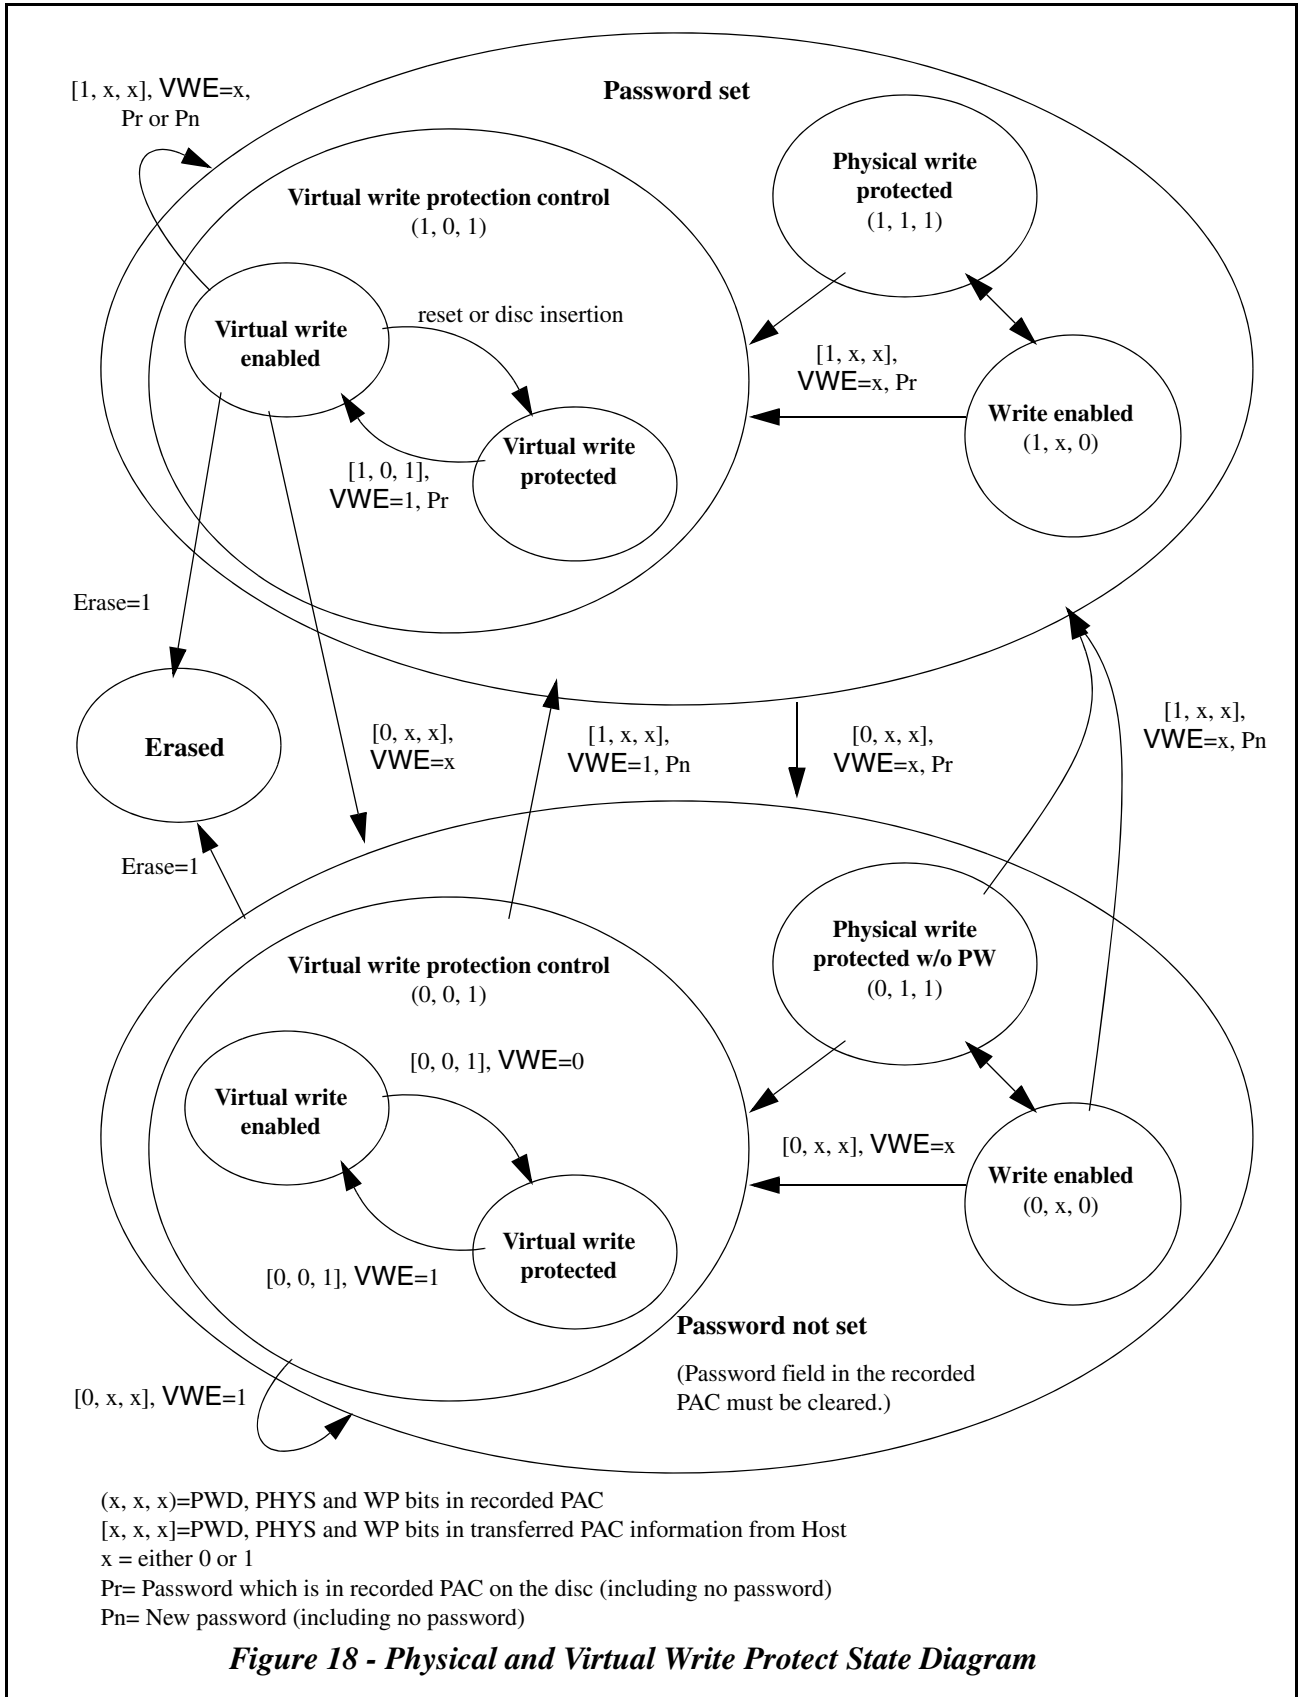 [1, x, x], VWE=x,
Pr or Pn
Password set
Physical write
protected
(1, 1, 1)
Virtual write protection control
(1, 0, 1)
Virtual write
enabled
reset or disc insertion
[1, x, x],
VWE=x, Pr
Write enabled
(1, x, 0)
Virtual write
protected
[1, 0, 1],
VWE=1, Pr
Erase=1
Erased
[0, x, x],
VWE=x
[1, x, x],
VWE=1, Pn
[0, x, x],
VWE=x, Pr
[1, x, x],
VWE=x, Pn
Erase=1
Physical write
protected w/o PW
(0, 1, 1)
Virtual write protection control
(0, 0, 1)
[0, 0, 1], VWE=0
Virtual write
enabled
[0, x, x], VWE=x
Write enabled
(0, x, 0)
Virtual write
protected
[0, 0, 1], VWE=1
Password not set
(Password field in the recorded
PAC must be cleared.)
[0, x, x], VWE=1
(x, x, x)=PWD, PHYS and WP bits in recorded PAC
[x, x, x]=PWD, PHYS and WP bits in transferred PAC information from Host
x = either 0 or 1
Pr= Password which is in recorded PAC on the disc (including no password)
Pn= New password (including no password)
Figure 18 - Physical and Virtual Write Protect State Diagram